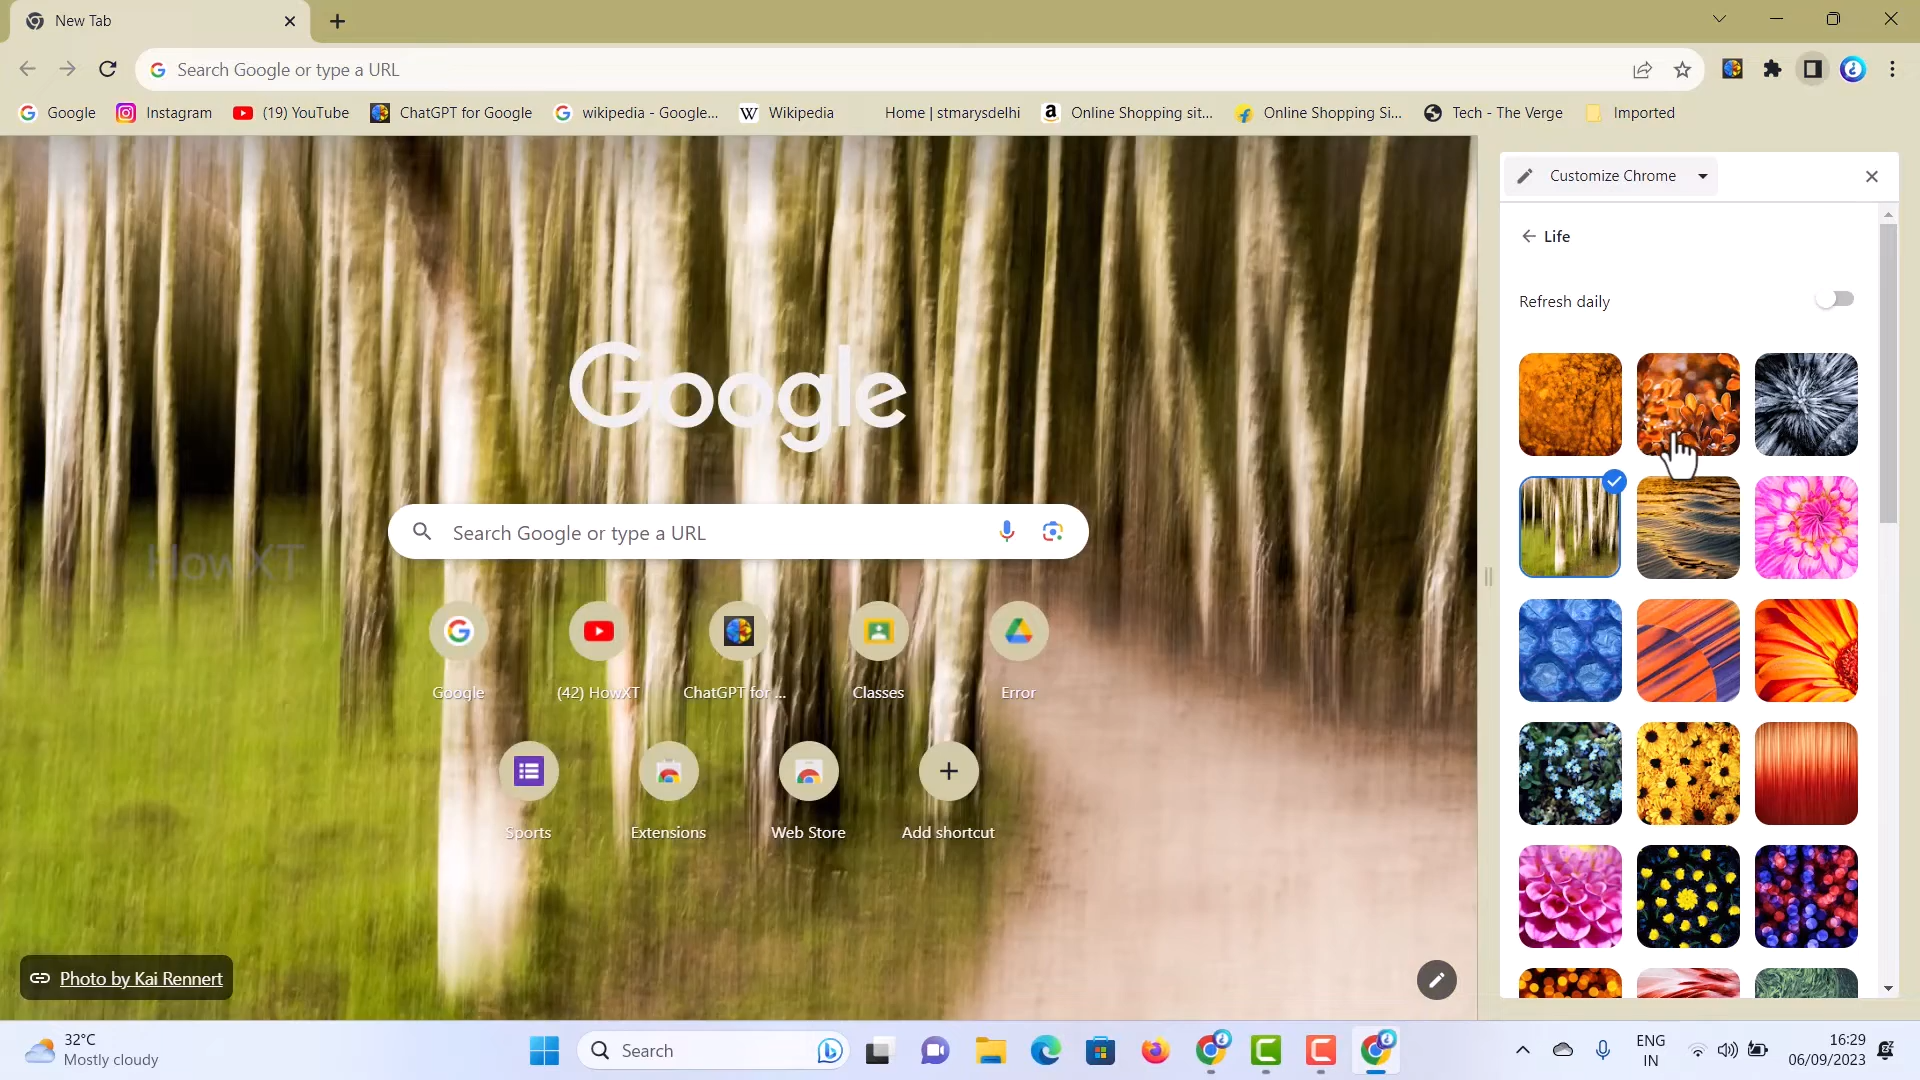 New Tab
Search Google or type a URL
Google
Instagram
(19) YouTube
ChatGPT for Google
wikipedia - Google...
W Wikipedia
Home | stmarysdelhi
a Online Shopping sit...
Online Shopping Si...
Tech - The Verge
Imported
Customize Chrome
Life
Refresh daily
Google
Search Google or type a URL
HowXT
Google
(42) HowXT
ChatGPT for ...
Classes
Error
Sports
Extensions
Web Store
Add shortcut
Photo by Kai Rennert
32°C
Mostly cloudy
Search
ENG
IN
16:29
06/09/2023